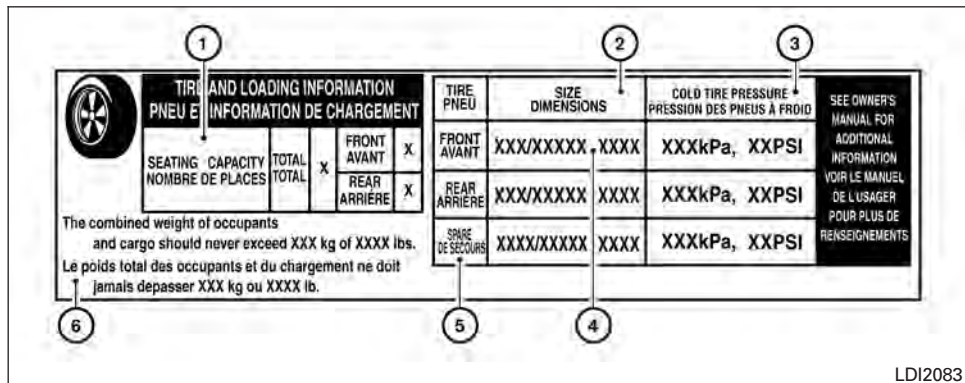 1
2
3
TIRE AND LOADING INFORMATION
PNEU ET INFORMATION DE CHARGEMENT
SEATING CAPACITY
NOMBRE DE PLACES
TOTAL
TOTAL
X
FRONT
AVANT
X
REAR
ARRIÈRE
X
The combined weight of occupants
and cargo should never exceed XXX kg of XXXX lbs.
Le poids total des occupants et du chargement ne doit
jamais depasser XXX kg ou XXXX lb.
TIRE
PNEU
SIZE
DIMENSIONS
COLD TIRE PRESSURE
PRESSION DES PNEUS À FROID
FRONT
AVANT
XXX/XXXXX XXXX
XXXkPa, XXPSI
REAR
ARRIÈRE
XXX/XXXXX XXXX
XXXkPa, XXPSI
SPARE
DE SECOURS
XXXX/XXXXX XXXX
XXXkPa, XXPSI
SEE OWNER'S
MANUAL FOR
ADDITIONAL
INFORMATION
VOIR LE MANUEL
DE L'USAGER
POUR PLUS DE
RENSEIGNEMENTS
6
5
4
LDI2083